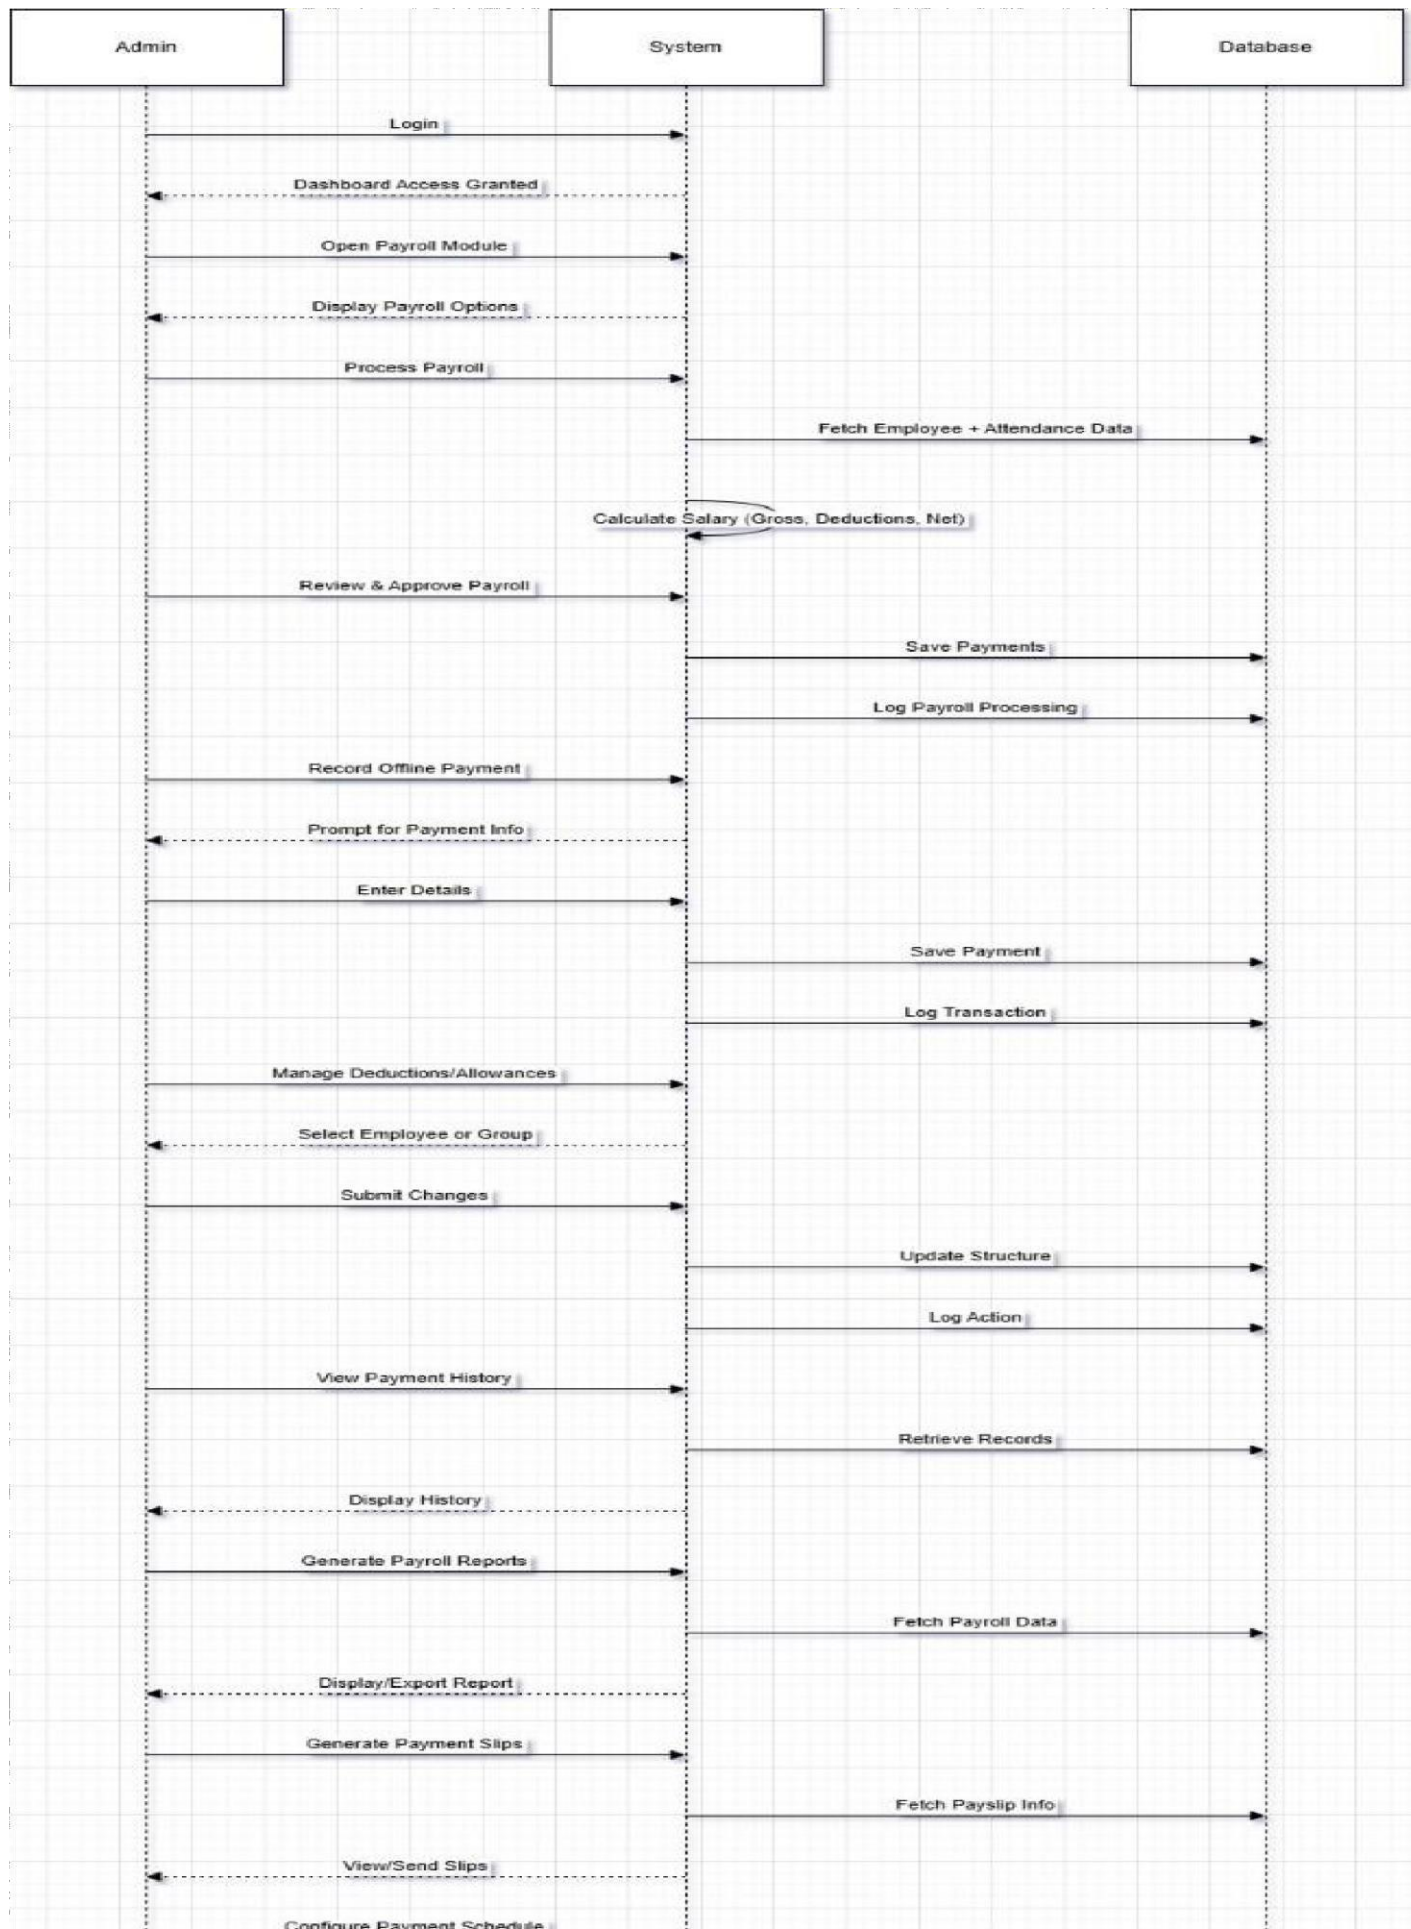 Admin
System
Database
Login
Dashboard Access Granted
Open Payroll Module
Display Payroll Options
Process Payroll
Fetch Employee + Attendance Data
Calculate Salary (Gross, Deductions, Net)
Review & Approve Payroll
Save Payments
Log Payroll Processing
Record Offline Payment
Prompt for Payment Info
Enter Details
Save Payment
Log Transaction
Manage Deductions/Allowances
Select Employee or Group
Submit Changes
Update Structure
Log Action
View Payment History
Retrieve Records
Display History
Generate Payroll Reports
Fetch Payroll Data
Display/Export Report
Generate Payment Slips
Fetch Payslip Info
View/Send Slips
Configure Payment Schedule